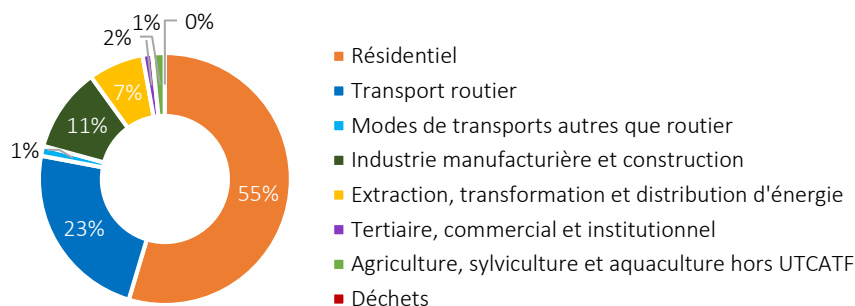 1%
0%
2%
7%
11%
1%
23%
55%
Résidentiel
Transport routier
Modes de transports autres que routier
Industrie manufacturière et construction
Extraction, transformation et distribution d'énergie
Tertiaire, commercial et institutionnel
Agriculture, sylviculture et aquaculture hors UTCATF
Déchets